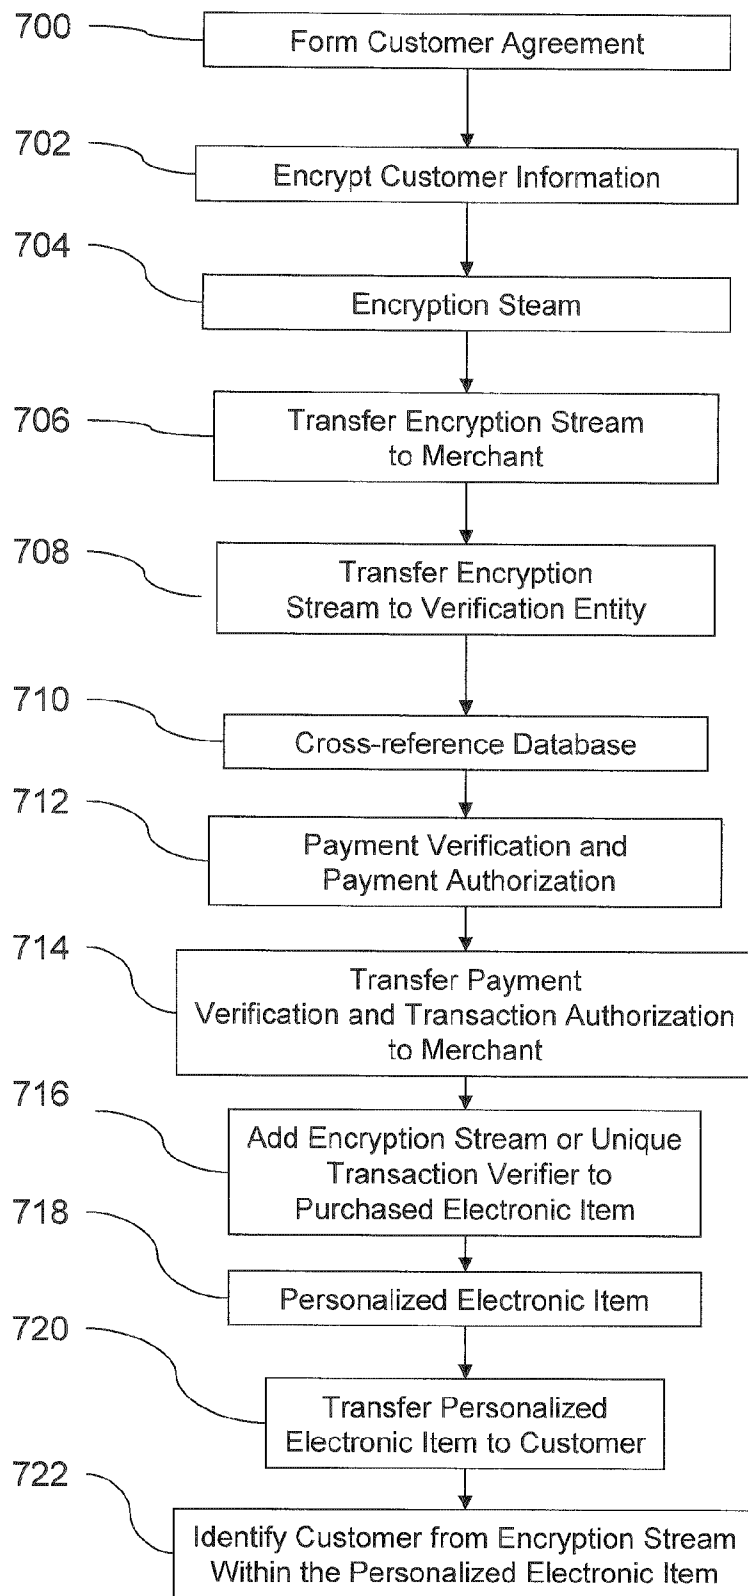 700
Form Customer Agreement
702
Encrypt Customer Information
704
Encryption Steam
706
Transfer Encryption Stream
to Merchant
708
Transfer Encryption
Stream to Verification Entity
710
Cross-reference Database
712
Payment Verification and
Payment Authorization
714
Transfer Payment
Verification and Transaction Authorization
to Merchant
716
Add Encryption Stream or Unique
Transaction Verifier to
Purchased Electronic Item
718
Personalized Electronic Item
720
Transfer Personalized
Electronic Item to Customer
722
Identify Customer from Encryption Stream
Within the Personalized Electronic Item